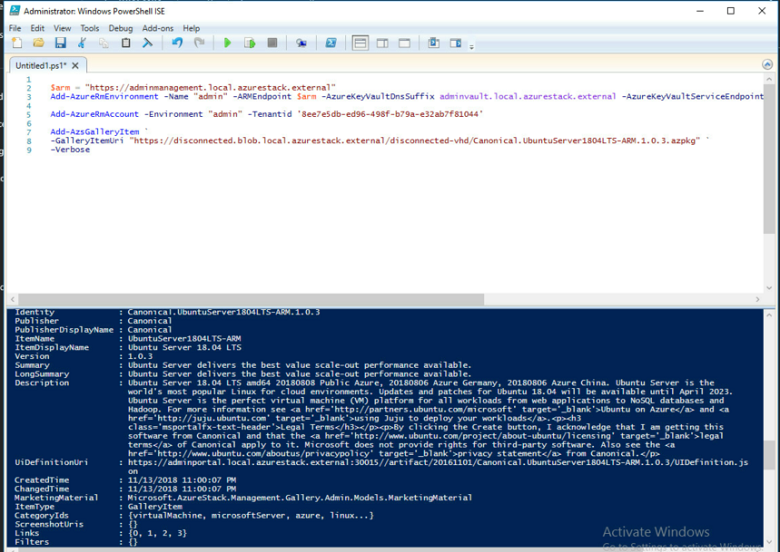 Administrator: Windows PowerShell ISE
File Edit View Tools Debug Add-ons Help
Untitled1.ps1* X
1
2 $arm = "https://adminmanagement.local.azurestack.external"
3 Add-AzureRmEnvironment -Name "admin" -ARMEndpoint $arm -AzureKeyVaultDnsSuffix adminvault.local.azurestack.external -AzureKeyVaultServiceEndpoint
4
5 Add-AzureRmAccount -Environment "admin" -Tenantid '8ee7e5db-ed96-498f-b79a-e32ab7f81044'
6
7 Add-AzsGalleryItem `
8 -GalleryItemUri "https://disconnected.blob.local.azurestack.external/disconnected-vhd/Canonical.UbuntuServer1804LTS-ARM.1.0.3.azpkg" `
9 -Verbose
Identity : Canonical.UbuntuServer1804LTS-ARM.1.0.3
Publisher : Canonical
PublisherDisplayName : Canonical
ItemName : UbuntuServer1804LTS-ARM
ItemDisplayName : Ubuntu Server 18.04 LTS
Version : 1.0.3
Summary : Ubuntu Server delivers the best value scale-out performance available.
LongSummary : Ubuntu Server delivers the best value scale-out performance available.
Description : Ubuntu Server 18.04 LTS amd64 20180808 Public Azure, 20180806 Azure Germany, 20180806 Azure China. Ubuntu Server is the
world's most popular Linux for cloud environments. Updates and patches for Ubuntu 18.04 will be available until April 2023.
Ubuntu Server is the perfect virtual machine (VM) platform for all workloads from web applications to NoSQL databases and
Hadoop. For more information see <a href='http://partners.ubuntu.com/microsoft' target='_blank'>Ubuntu on Azure</a> and <a
href='http://juju.ubuntu.com' target='_blank'>using Juju to deploy your workloads</a>.<p><h3
class='msportalfx-text-header'>Legal Terms</h3></p><p>By clicking the Create button, I acknowledge that I am getting this
software from Canonical and that the <a href='http://www.ubuntu.com/project/about-ubuntu/licensing' target='_blank'>legal
terms</a> of Canonical apply to it. Microsoft does not provide rights for third-party software. Also see the <a
href='http://www.ubuntu.com/aboutus/privacypolicy' target='_blank'>privacy statement</a> from Canonical.</p>
UiDefinitionUri : https://adminportal.local.azurestack.external:30015//artifact/20161101/Canonical.UbuntuServer1804LTS-ARM.1.0.3/UIDefinition.js
on
CreatedTime : 11/13/2018 11:00:07 PM
ChangedTime : 11/13/2018 11:00:07 PM
MarketingMaterial : Microsoft.AzureStack.Management.Gallery.Admin.Models.MarketingMaterial
ItemType : GalleryItem
CategoryIds : {virtualMachine, microsoftServer, azure, linux...}
ScreenshotUris : {}
Links : {0, 1, 2, 3}
Filters : {}
Activate Windows
Go to Settings to activate Windows